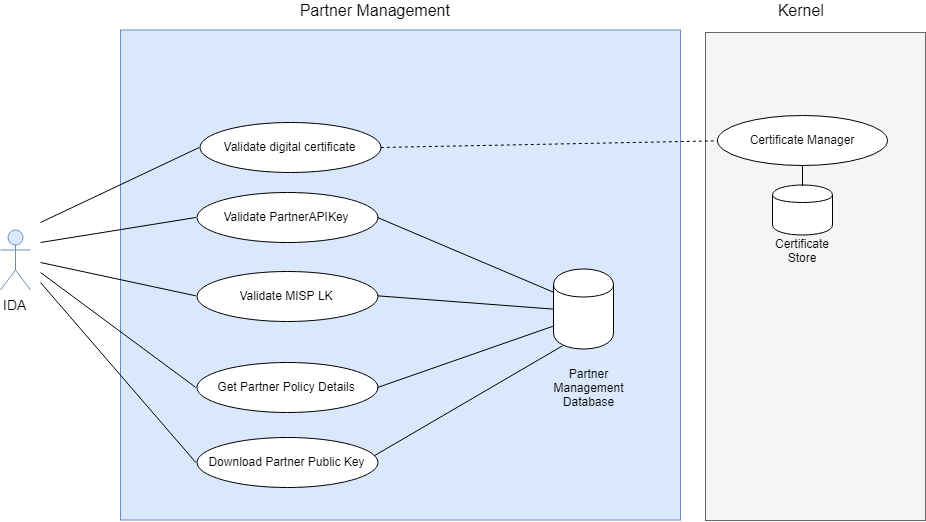 Partner Management
Kernel
Validate digital certificate
Certificate Manager
Validate PartnerAPIKey
Certificate
Store
IDA
Validate MISP LK
Partner
Management
Database
Get Partner Policy Details
Download Partner Public Key